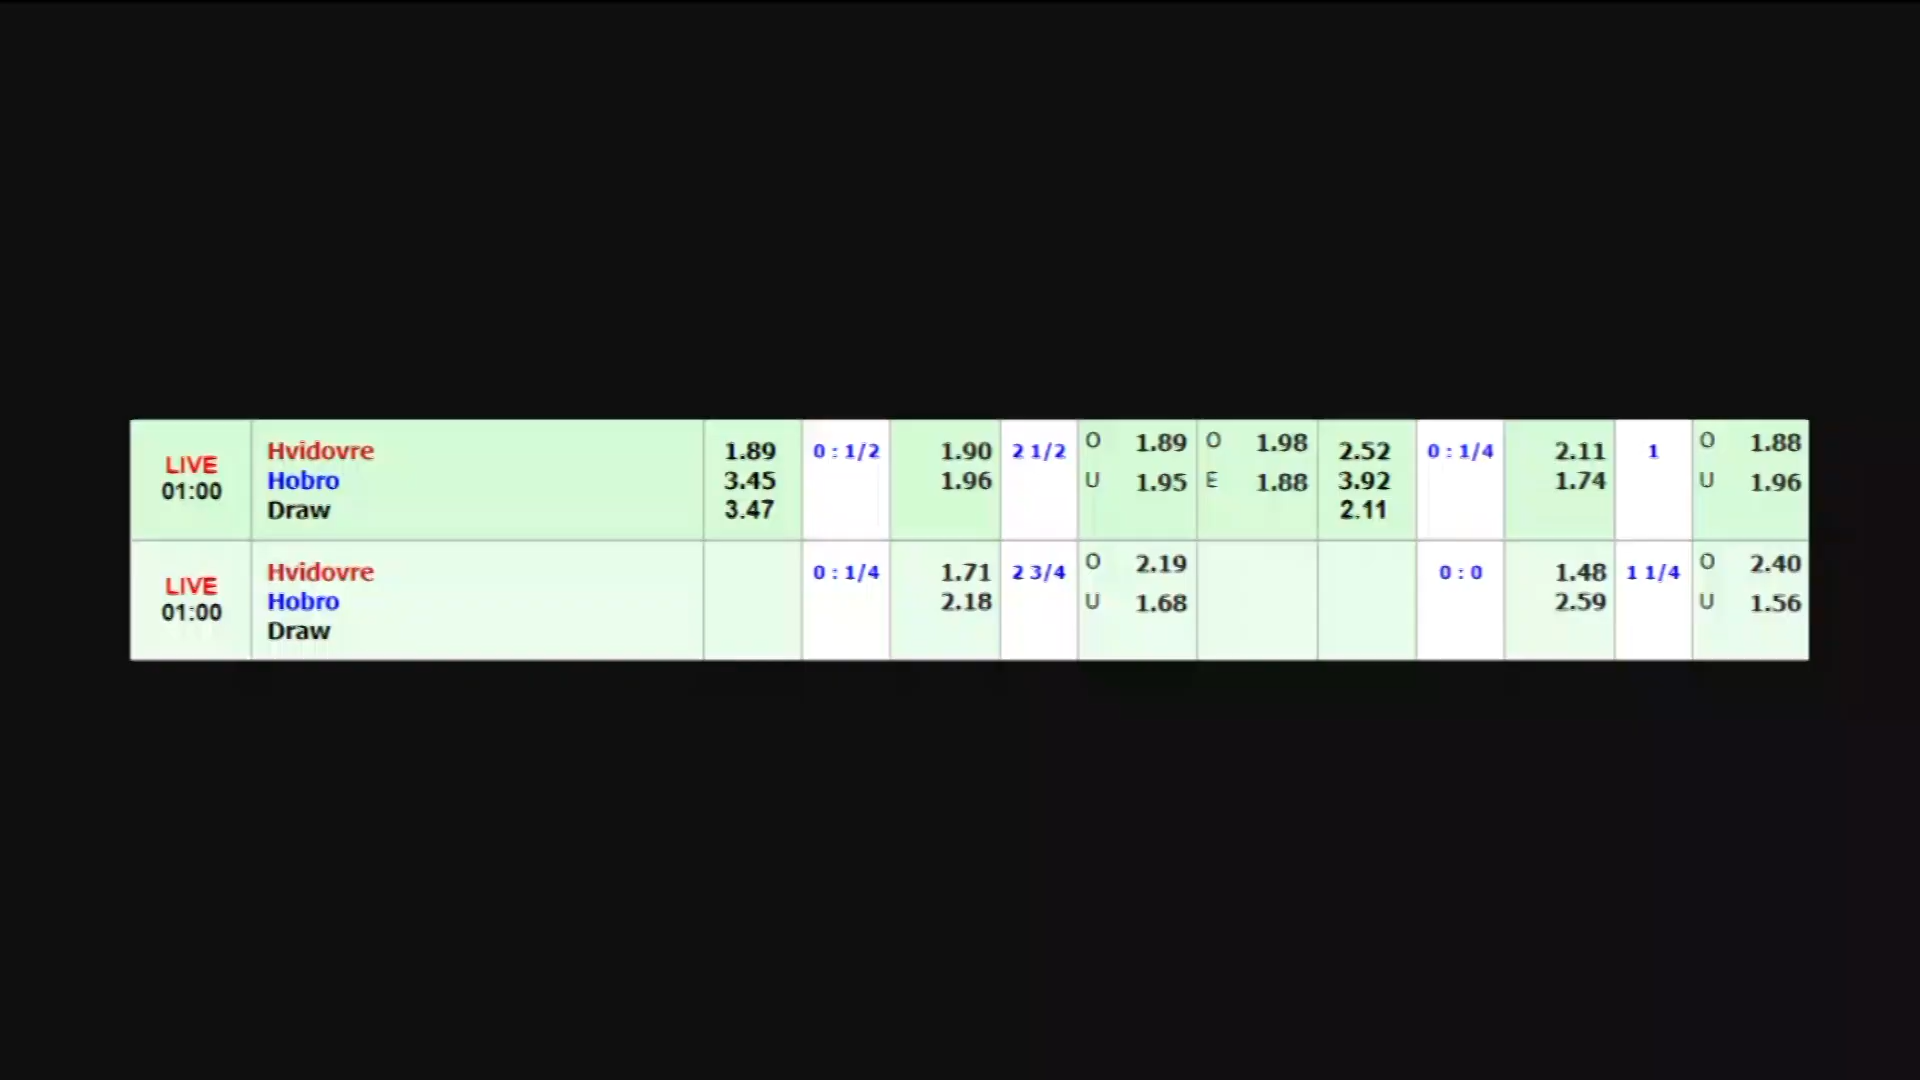 LIVE
01:00
Hvidovre
Hobro
Draw
1.89
3.45
3.47
0 : 1/2
1.90
1.96
2 1/2
O 1.89
U 1.95
O 1.98
E 1.88
2.52
3.92
2.11
0 : 1/4
2.11
1.74
1
O 1.88
U 1.96
LIVE
01:00
Hvidovre
Hobro
Draw
0 : 1/4
1.71
2.18
2 3/4
O 2.19
U 1.68
0 : 0
1.48
2.59
1 1/4
O 2.40
U 1.56